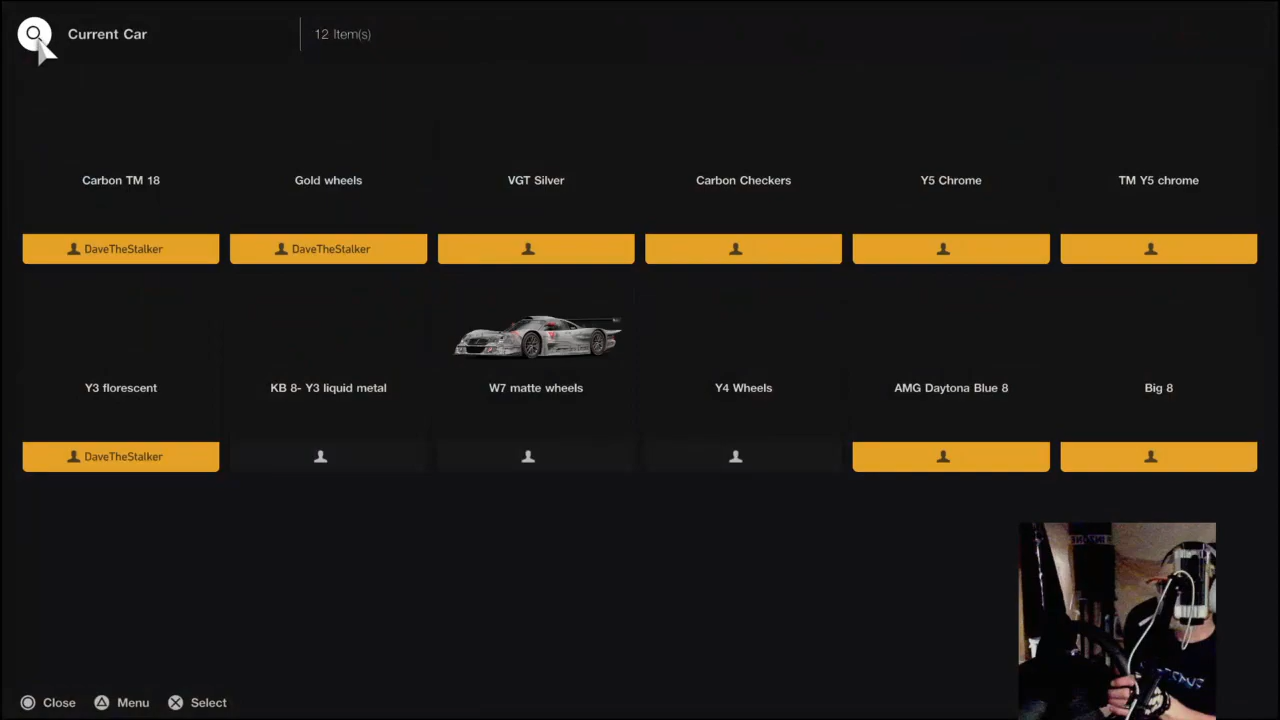 Current Car
12 Item(s)
Carbon TM 18
Gold wheels
VGT Silver
Carbon Checkers
Y5 Chrome
TM Y5 chrome
DaveTheStalker
DaveTheStalker
Y3 florescent
KB 8- Y3 liquid metal
W7 matte wheels
Y4 Wheels
AMG Daytona Blue 8
Big 8
DaveTheStalker
Close
Menu
Select